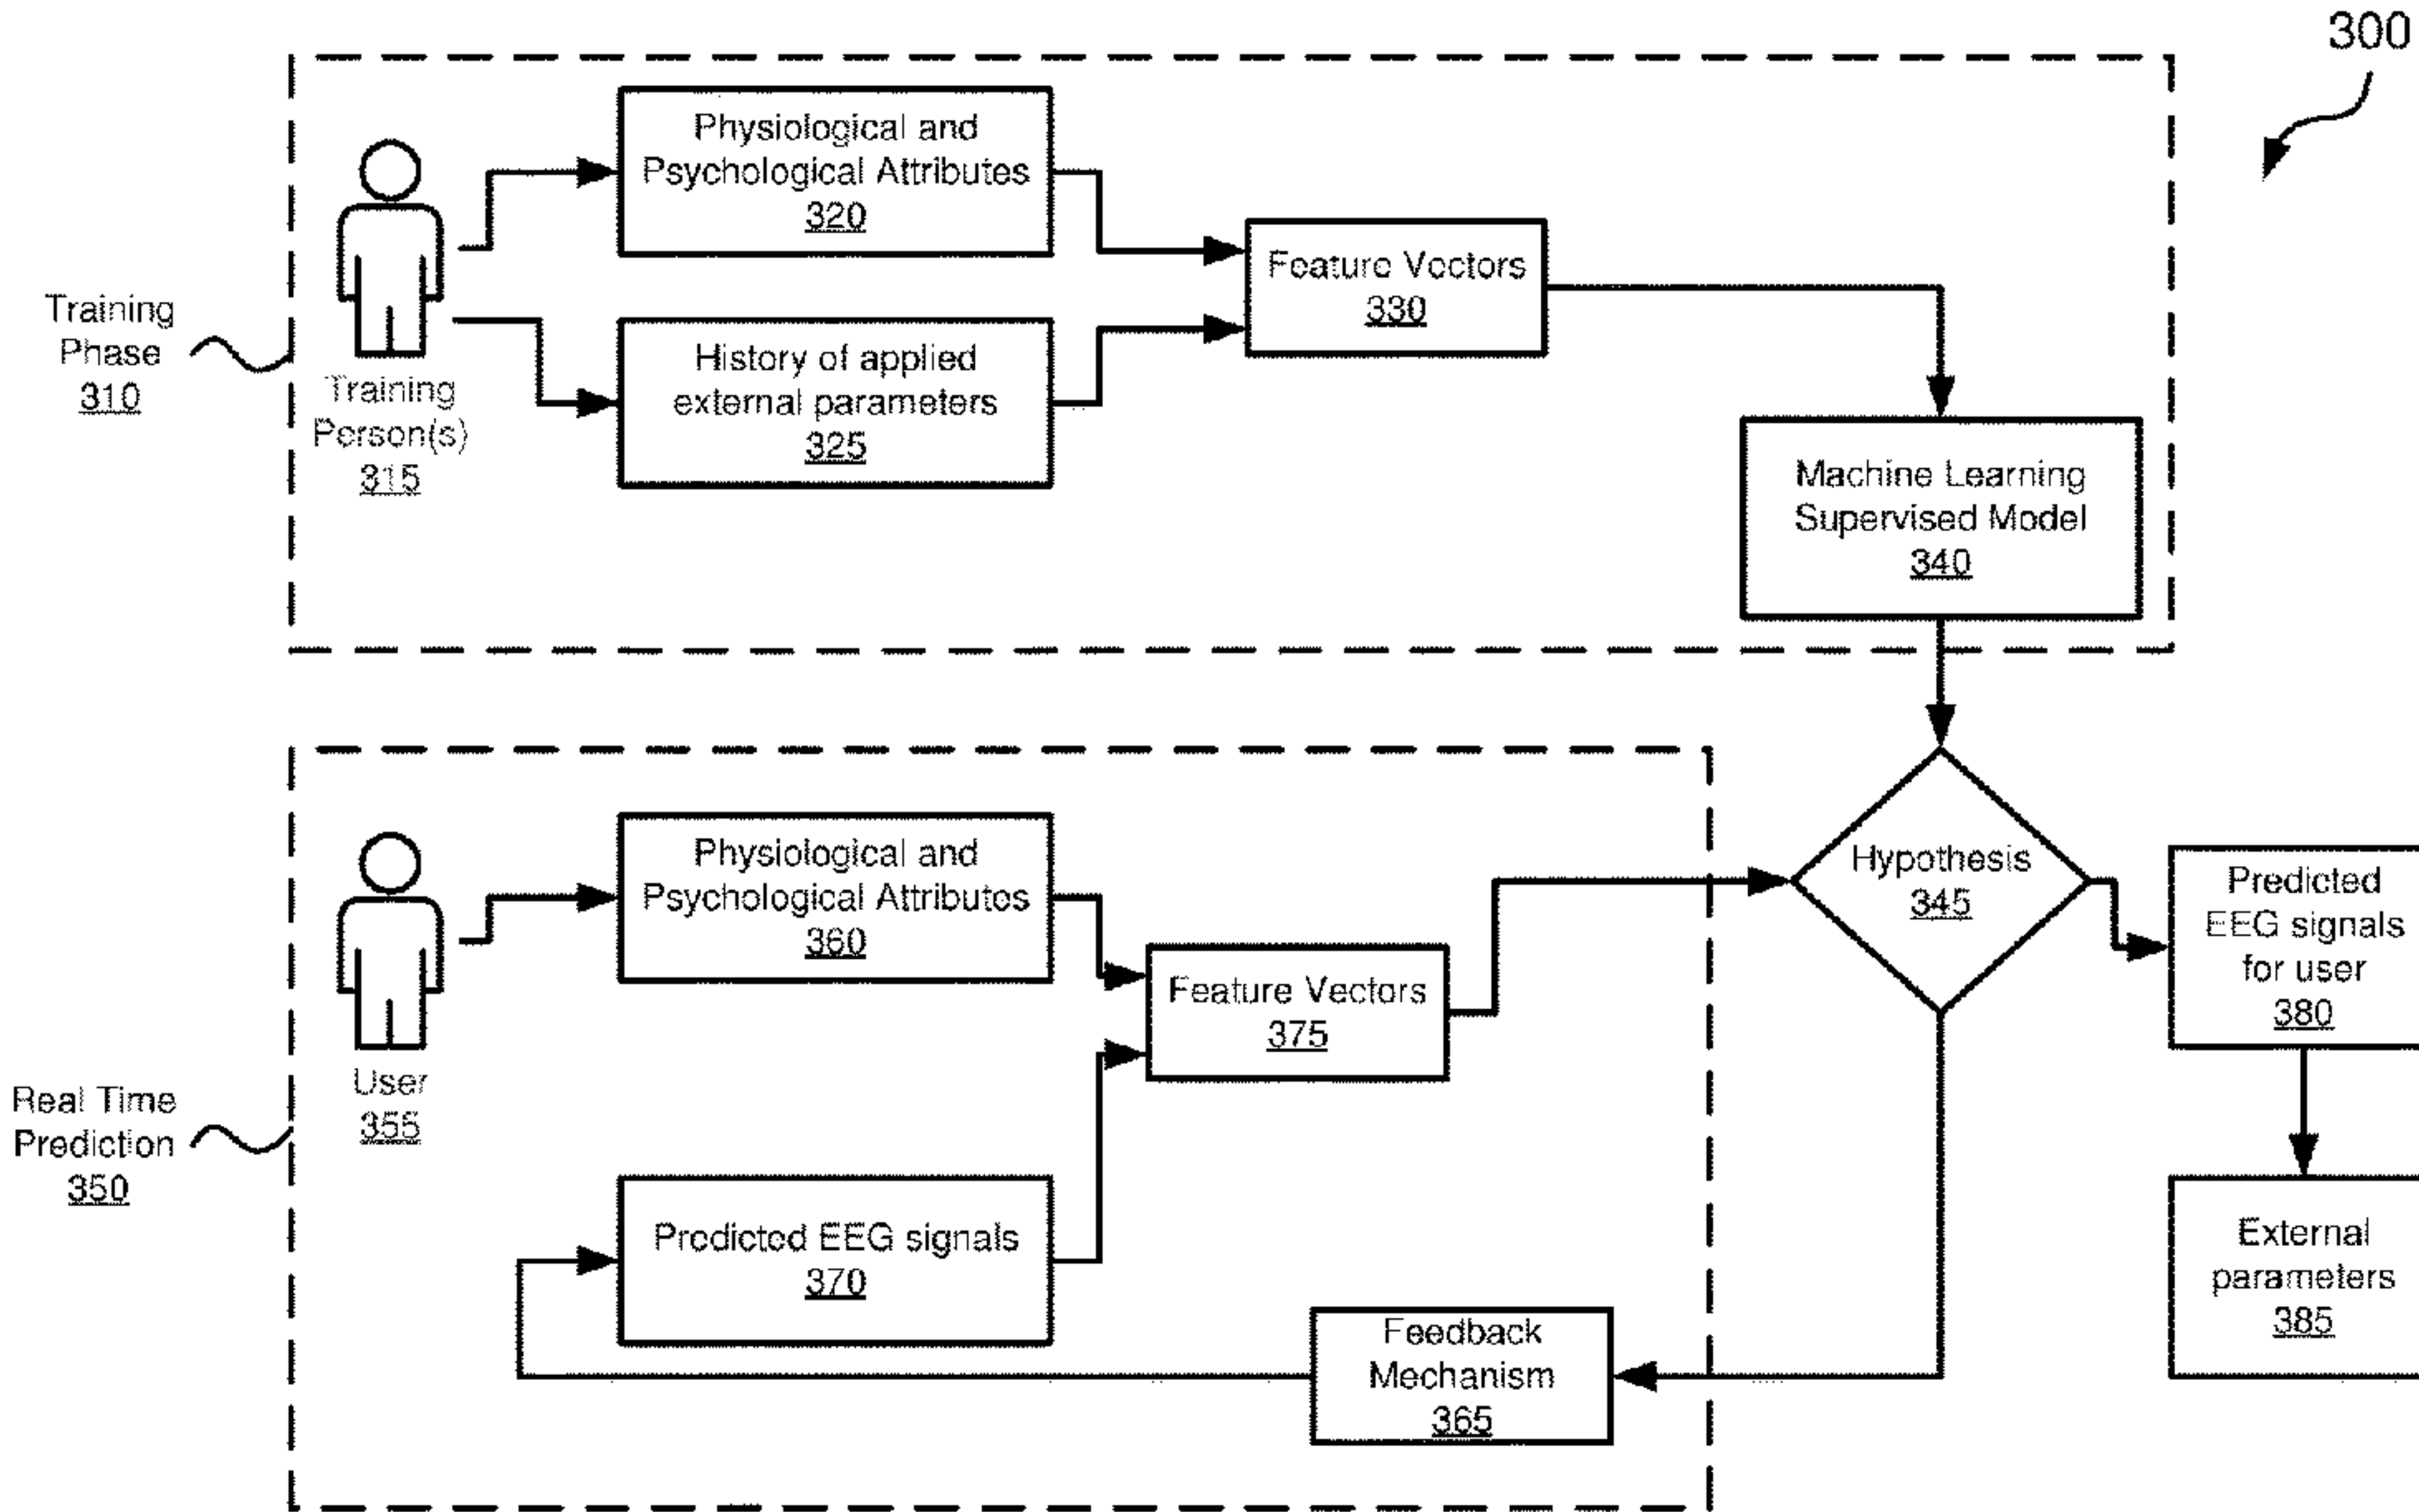 300
Physiological and
Psychological Attributes
320
Feature Vectors
330
Training
Phase
310
Training
Person(s)
315
History of applied
external parameters
325
Machine Learning
Supervised Model
340
Physiological and
Psychological Attributes
360
Hypothesis
345
Predicted
EEG signals
for user
380
Feature Vectors
375
User
355
Real Time
Prediction
350
Predicted EEG signals
370
External
parameters
385
Feedback
Mechanism
365